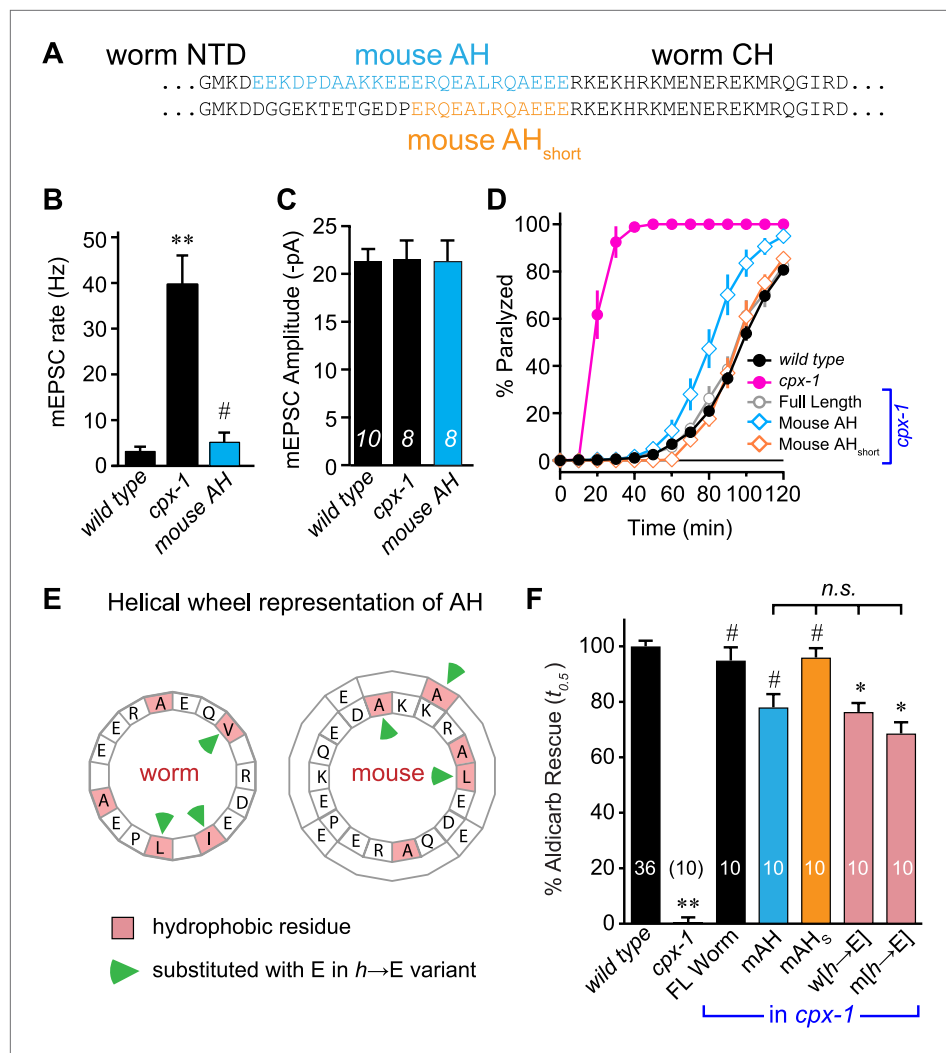 A
worm NTD mouse AH worm CH
...GMKDEEKDPDAAKKEEERQEALRQAEEERKEKHRKMENEREKMRQGIRD...
...GMKDDGGEKTETGEDPERQEALRQAEEERKEKHRKMENEREKMRQGIRD...
mouse AHshort
B
mEPSC rate (Hz)
50
40
30
20
10
0
**
#
wild type
cpx-1
mouse AH
C
mEPSC Amplitude (-pA)
25
20
15
10
5
0
10 8 8
wild type
cpx-1
mouse AH
D
% Paralyzed
100
80
60
40
20
0
0 20 40 60 80 100 120
Time (min)
wild type
cpx-1
Full Length
Mouse AH
Mouse AHshort
cpx-1
E
Helical wheel representation of AH
worm
E E R A E Q V R D E I L P E A
mouse
E D A K K A R A L E D Q A R E P E K E Q E
hydrophobic residue
substituted with E in h→E variant
F
% Aldicarb Rescue (t0.5)
100
80
60
40
20
0
n.s.
# # # * *
36 (10) 10 10 10 10 10
**
wild type
cpx-1
FL Worm
mAH
mAHS
w[h→E]
m[h→E]
in cpx-1